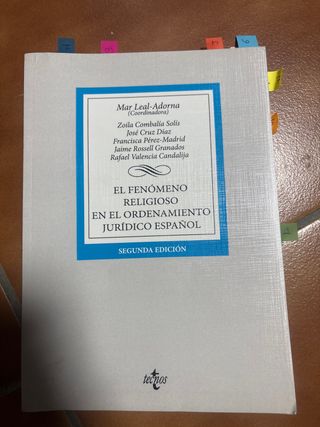 Mar Leal-Adorna
(Coordinadora)
Zoila Combalía Solís
José Cruz Díaz
Francisca Pérez-Madrid
Jaime Rossell Granados
Rafael Valencia Candalija
EL FENÓMENO
RELIGIOSO
EN EL ORDENAMIENTO
JURÍDICO ESPAÑOL
SEGUNDA EDICIÓN
tecnos